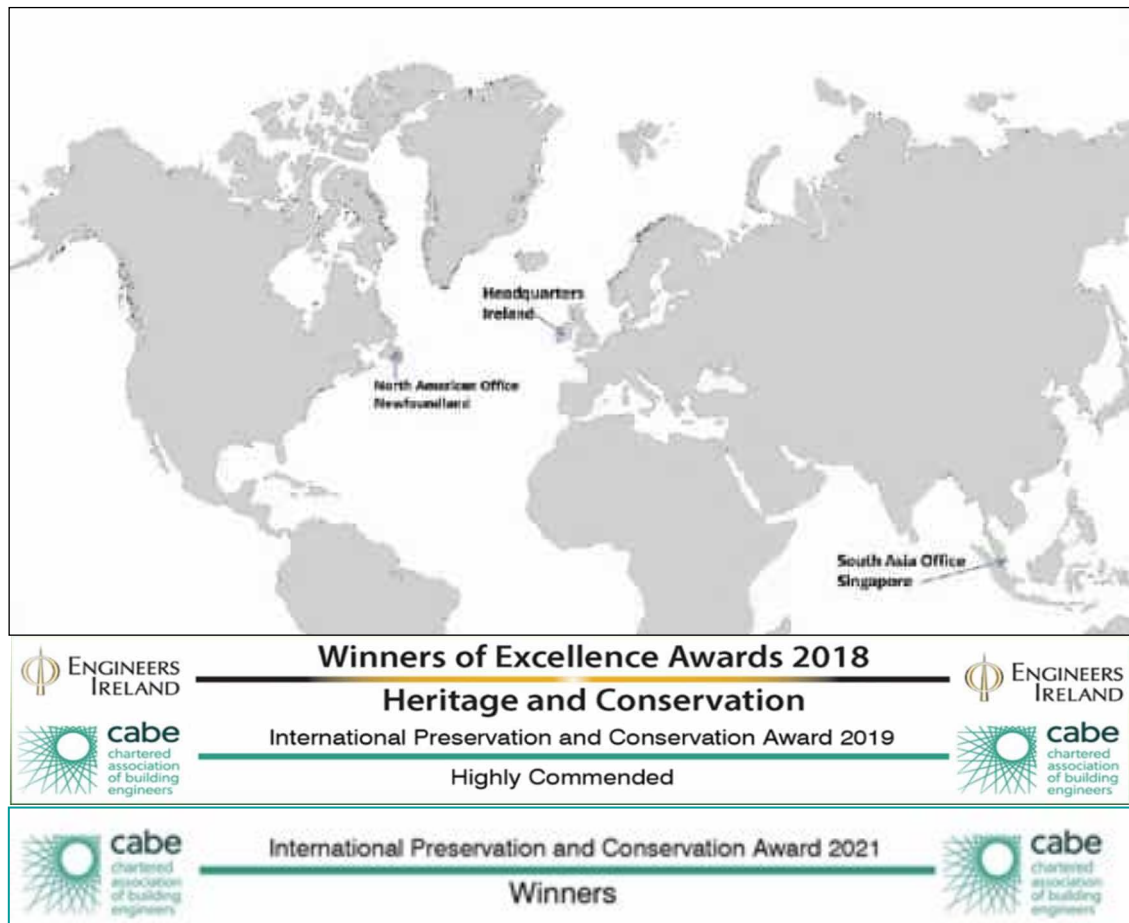 Headquarters
Ireland
North American Office
Newfoundland
South Asia Office
Singapore
ENGINEERS
IRELAND
Winners of Excellence Awards 2018
Heritage and Conservation
ENGINEERS
IRELAND
cabe
chartered
association
of building
engineers
International Preservation and Conservation Award 2019
Highly Commended
cabe
chartered
association
of building
engineers
cabe
chartered
association
of building
engineers
International Preservation and Conservation Award 2021
Winners
cabe
chartered
association
of building
engineers